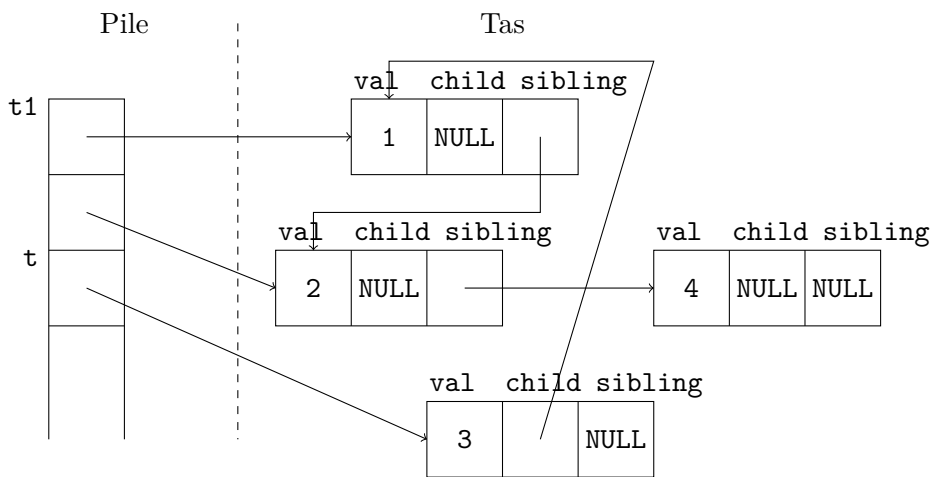 Pile Tas
val child sibling
t1
1 NULL
val child sibling
val child sibling
t
2 NULL
4 NULL NULL
val child sibling
3 NULL